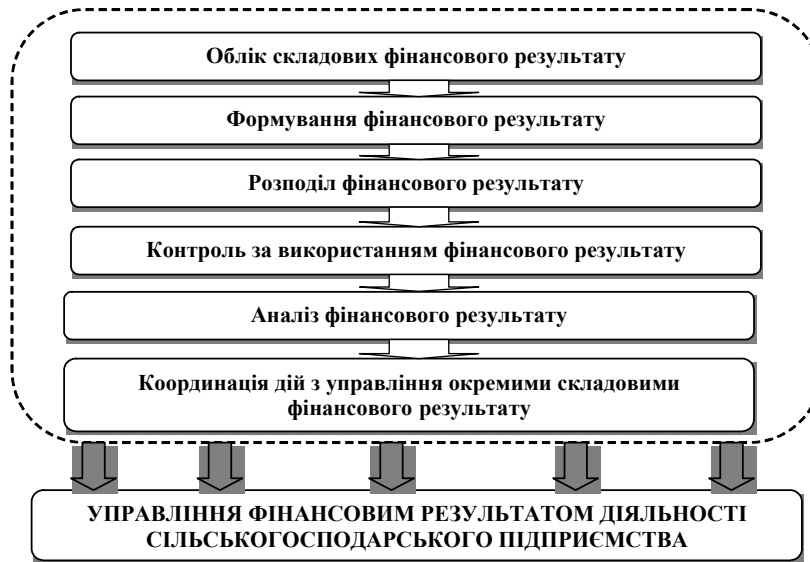 Облік складових фінансового результату
Формування фінансового результату
Розподіл фінансового результату
Контроль за використанням фінансового результату
Аналіз фінансового результату
Координація дій з управління окремими складовими
фінансового результату
УПРАВЛІННЯ ФІНАНСОВИМ РЕЗУЛЬТАТОМ ДІЯЛЬНОСТІ
СІЛЬСЬКОГОСПОДАРСЬКОГО ПІДПРИЄМСТВА